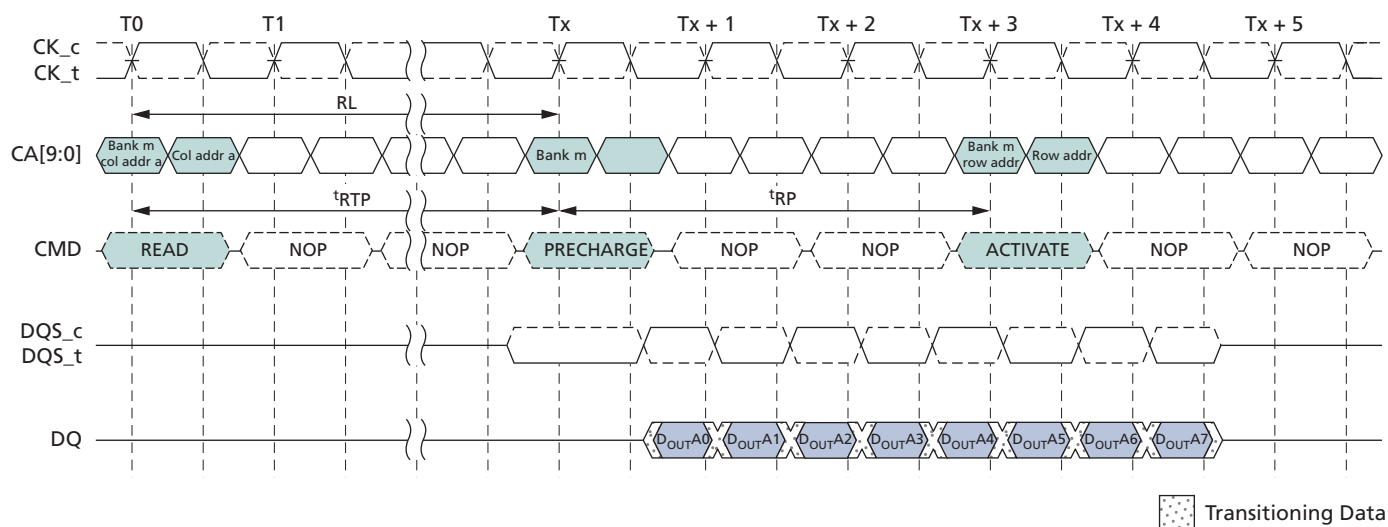 T0 T1 Tx Tx + 1 Tx + 2 Tx + 3 Tx + 4 Tx + 5
CK_c
CK_t
RL
CA[9:0] Bank m col addr a Col addr a Bank m Bank m row addr Row addr
tRTP tRP
CMD READ NOP NOP PRECHARGE NOP NOP ACTIVATE NOP NOP
DQS_c
DQS_t
DQ DOUTA0 DOUTA1 DOUTA2 DOUTA3 DOUTA4 DOUTA5 DOUTA6 DOUTA7
Transitioning Data